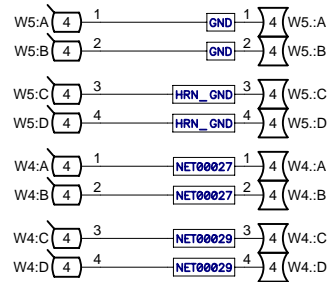 W5:A 4 1 GND 1 4 W5.:A
W5:B 4 2 GND 2 4 W5.:B
W5:C 4 3 HRN_GND 3 4 W5.:C
W5:D 4 4 HRN_GND 4 4 W5.:D
W4:A 4 1 NET00027 1 4 W4.:A
W4:B 4 2 NET00027 2 4 W4.:B
W4:C 4 3 NET00029 3 4 W4.:C
W4:D 4 4 NET00029 4 4 W4.:D